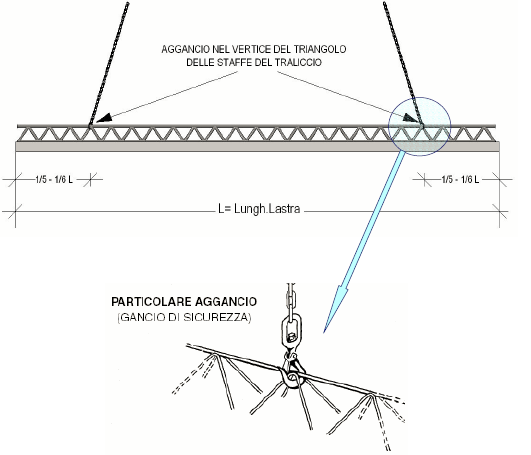 AGGANCIO NEL VERTICE DEL TRIANGOLO
DELLE STAFFE DEL TRALICCIO
1/5 - 1/6 L
1/5 - 1/6 L
L= Lungh.Lastra
PARTICOLARE AGGANCIO
(GANCIO DI SICUREZZA)